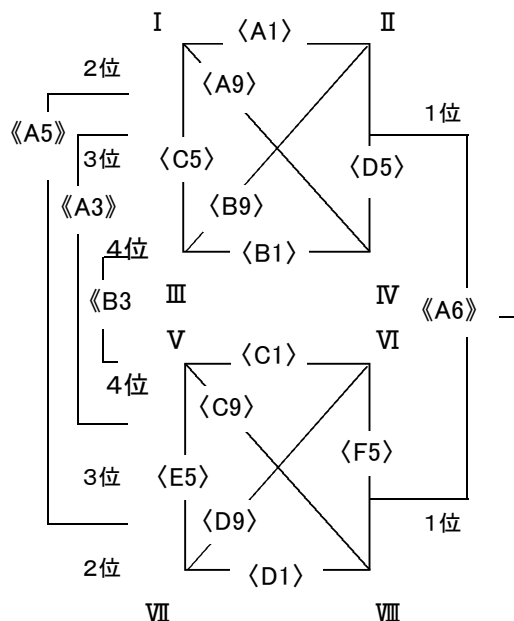 Ⅰ 〈A1〉 Ⅱ
2位 〈A9〉
《A5》 1位
3位 〈C5〉 〈D5〉
《A3》 〈B9〉
4位 〈B1〉
《B3 Ⅲ Ⅳ 《A6》
Ⅴ 〈C1〉 Ⅵ
4位 〈C9〉
〈F5〉
3位 〈E5〉
〈D9〉 1位
2位 〈D1〉
Ⅶ Ⅷ